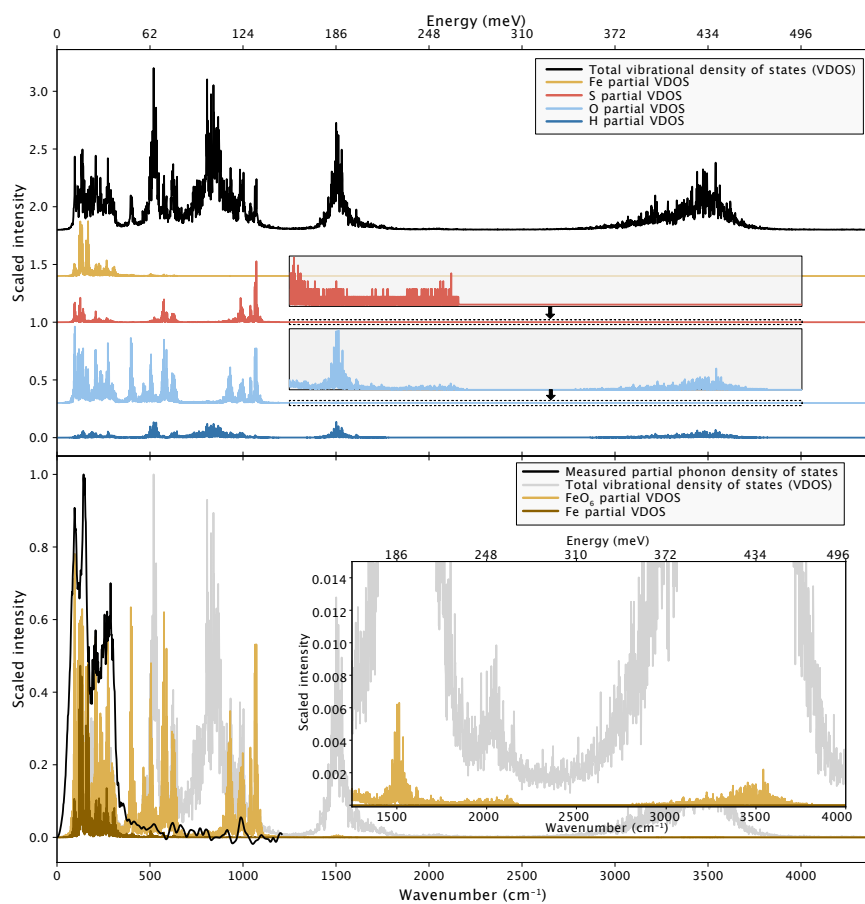 Energy (meV)
0 62 124 186 248 310 372 434 496
Total vibrational density of states (VDOS)
Fe partial VDOS
S partial VDOS
O partial VDOS
H partial VDOS
3.0
2.5
2.0
1.5
1.0
0.5
0.0
Scaled intensity
Measured partial phonon density of states
Total vibrational density of states (VDOS)
FeO₆ partial VDOS
Fe partial VDOS
1.0
0.8
0.6
0.4
0.2
0.0
Scaled intensity
Energy (meV)
186 248 310 372 434 496
0.014
0.012
0.010
0.008
0.006
0.004
0.002
Scaled intensity
1500 2000 2500 3000 3500 4000
Wavenumber (cm⁻¹)
0 500 1000 1500 2000 2500 3000 3500 4000
Wavenumber (cm⁻¹)